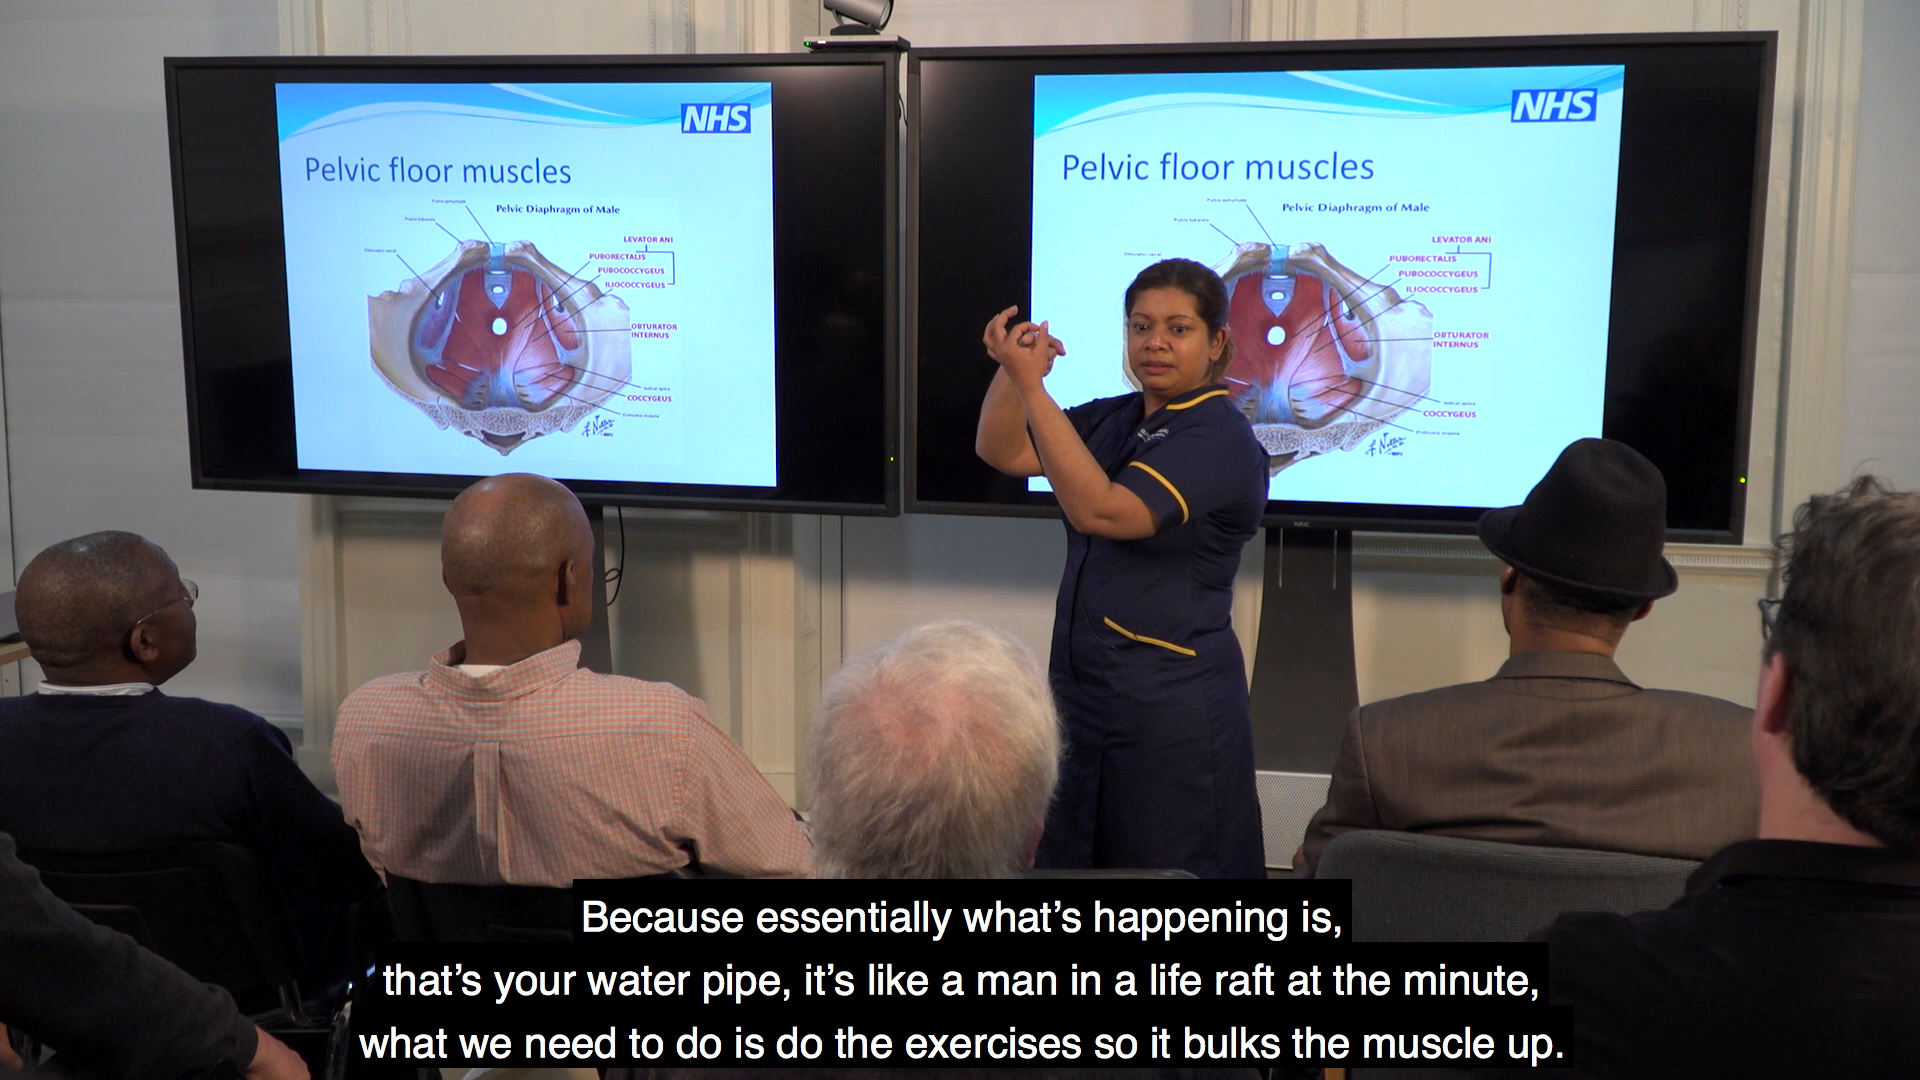 NHS
Pelvic floor muscles
Pelvic Diaphragm of Male
Pubis symphysis
LEVATOR ANI
PUBORECTALIS
PUBOCOCCYGEUS
ILIOCOCCYGEUS
OBTURATOR
INTERNUS
COCCYGEUS
NHS
Pelvic floor muscles
Pelvic Diaphragm of Male
LEVATOR ANI
PUBORECTALIS
PUBOCOCCYGEUS
ILIOCOCCYGEUS
OBTURATOR
INTERNUS
COCCYGEUS
NEC
Because essentially what’s happening is,
that’s your water pipe, it’s like a man in a life raft at the minute,
what we need to do is do the exercises so it bulks the muscle up.